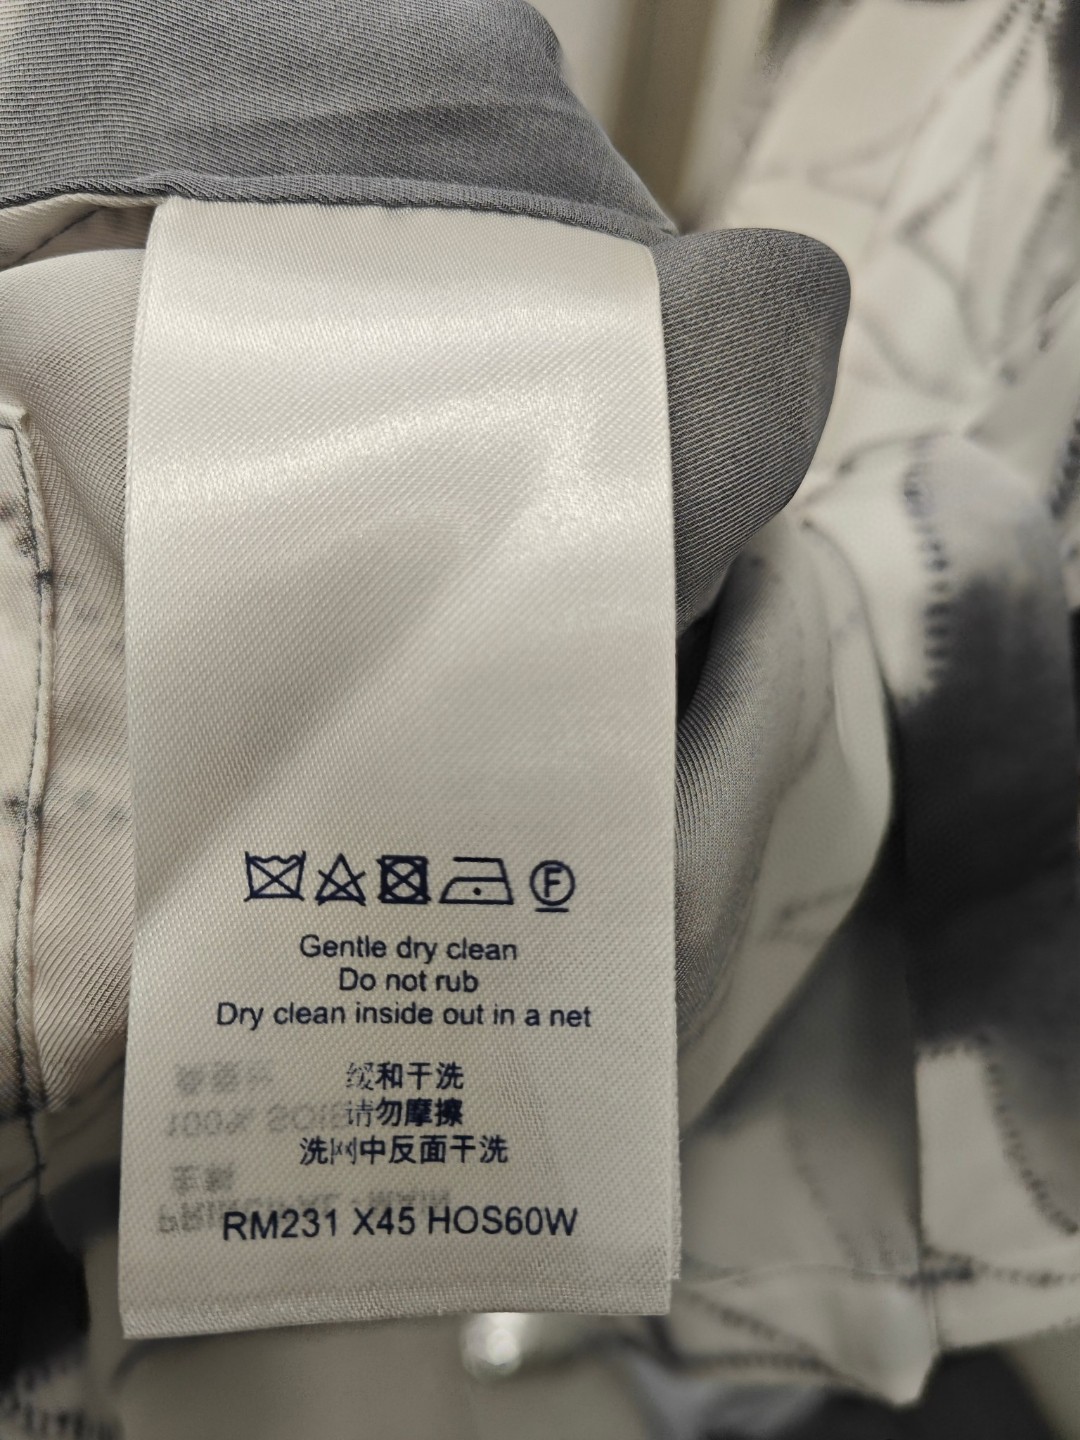 F
Gentle dry clean
Do not rub
Dry clean inside out in a net
缓和干洗
请勿摩擦
洗网中反面干洗
RM231 X45 HOS60W